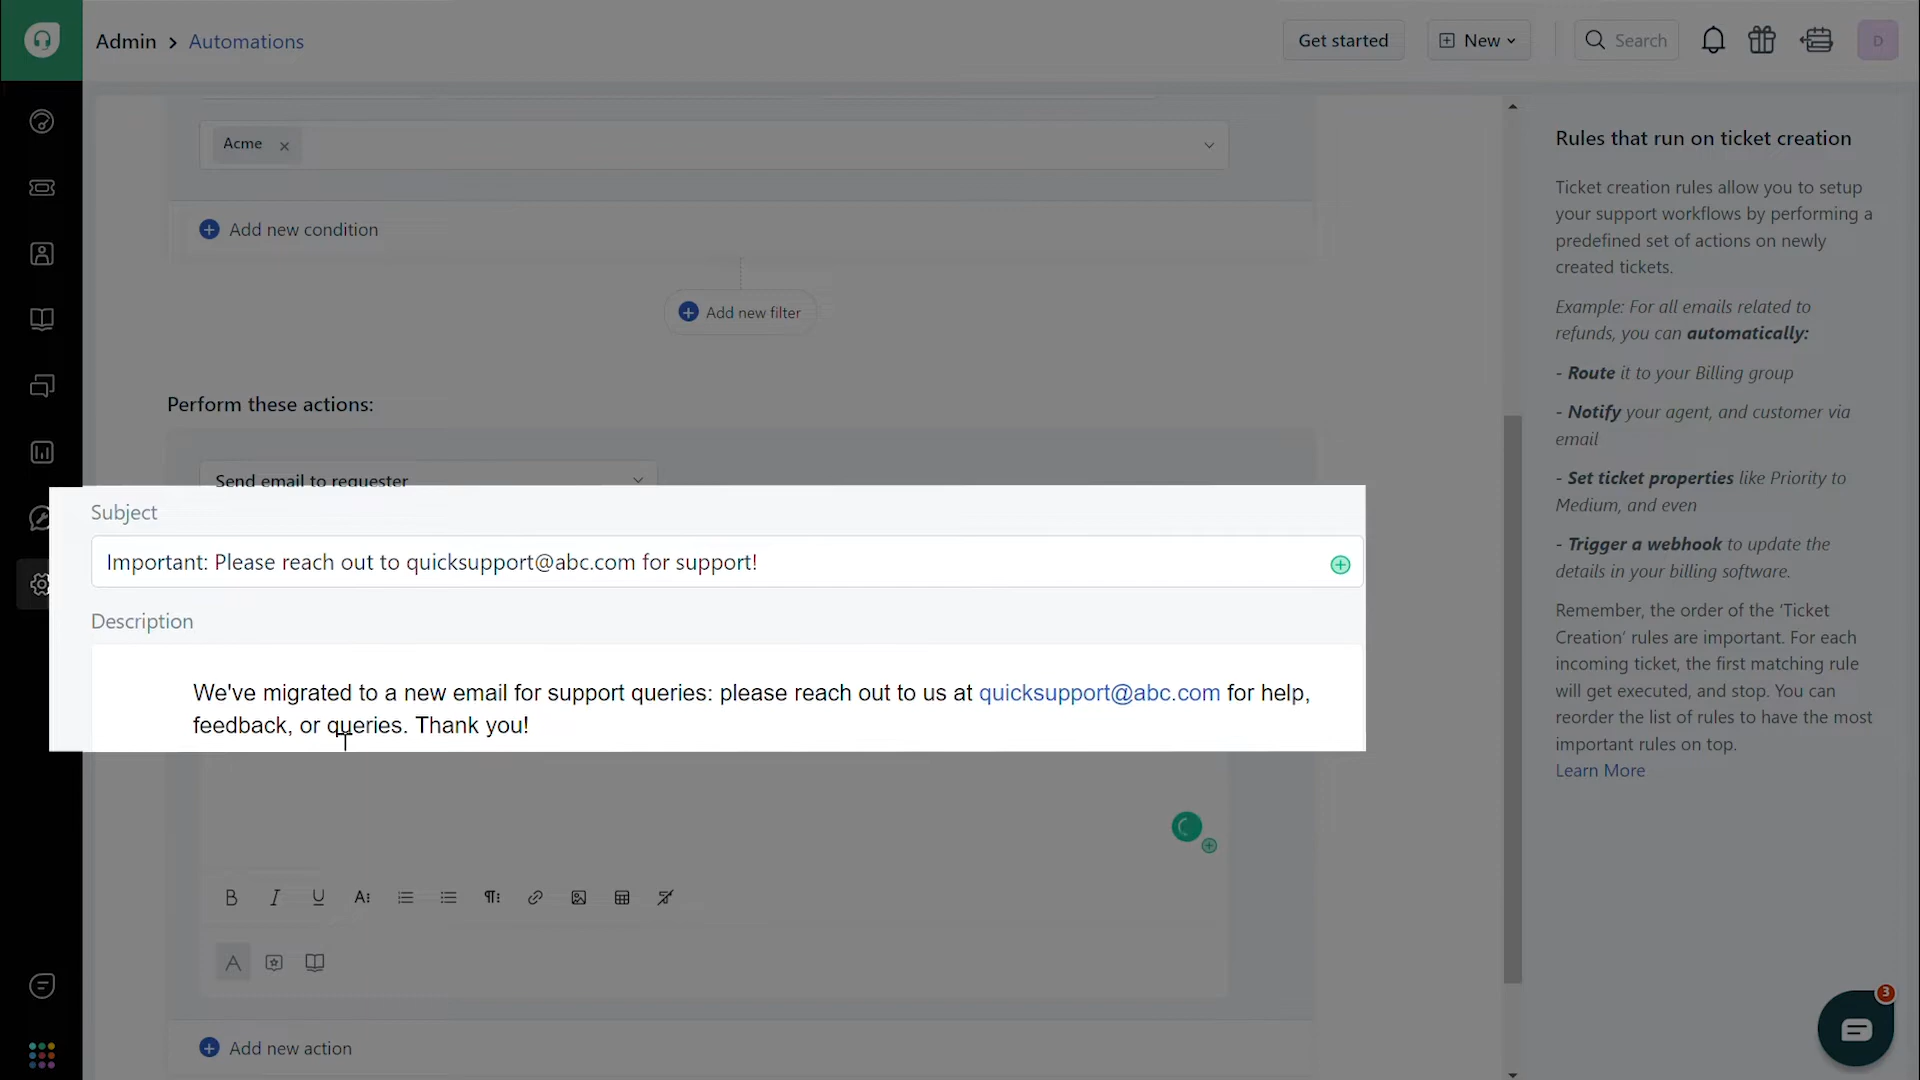 Admin > Automations
Get started
New
Search
D
Acme ×
Add new condition
Add new filter
Perform these actions:
Send email to requester
Subject
Important: Please reach out to quicksupport@abc.com for support!
Description
We've migrated to a new email for support queries: please reach out to us at quicksupport@abc.com for help,
feedback, or queries. Thank you!
Add new action
Rules that run on ticket creation
Ticket creation rules allow you to setup
your support workflows by performing a
predefined set of actions on newly
created tickets.
Example: For all emails related to
refunds, you can automatically:
- Route it to your Billing group
- Notify your agent, and customer via
email
- Set ticket properties like Priority to
Medium, and even
- Trigger a webhook to update the
details in your billing software.
Remember, the order of the ‘Ticket
Creation’ rules are important. For each
incoming ticket, the first matching rule
will get executed, and stop. You can
reorder the list of rules to have the most
important rules on top.
Learn More
3